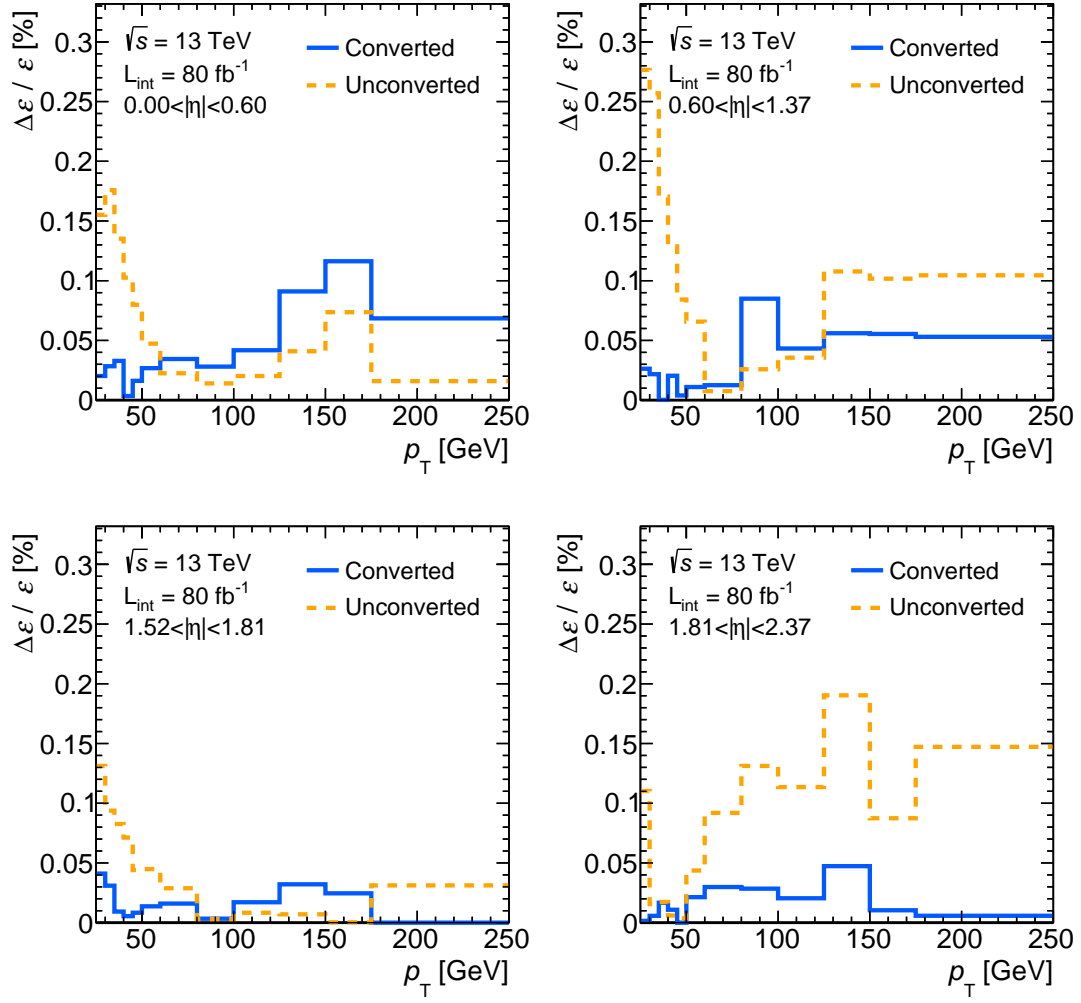 Δε / ε [%]
0.3
0.25
0.2
0.15
0.1
0.05
0
√s = 13 TeV
L_int = 80 fb⁻¹
0.00<|η|<0.60
Converted
Unconverted
50 100 150 200 250
p_T [GeV]
Δε / ε [%]
0.3
0.25
0.2
0.15
0.1
0.05
0
√s = 13 TeV
L_int = 80 fb⁻¹
0.60<|η|<1.37
Converted
Unconverted
50 100 150 200 250
p_T [GeV]
Δε / ε [%]
0.3
0.25
0.2
0.15
0.1
0.05
0
√s = 13 TeV
L_int = 80 fb⁻¹
1.52<|η|<1.81
Converted
Unconverted
50 100 150 200 250
p_T [GeV]
Δε / ε [%]
0.3
0.25
0.2
0.15
0.1
0.05
0
√s = 13 TeV
L_int = 80 fb⁻¹
1.81<|η|<2.37
Converted
Unconverted
50 100 150 200 250
p_T [GeV]